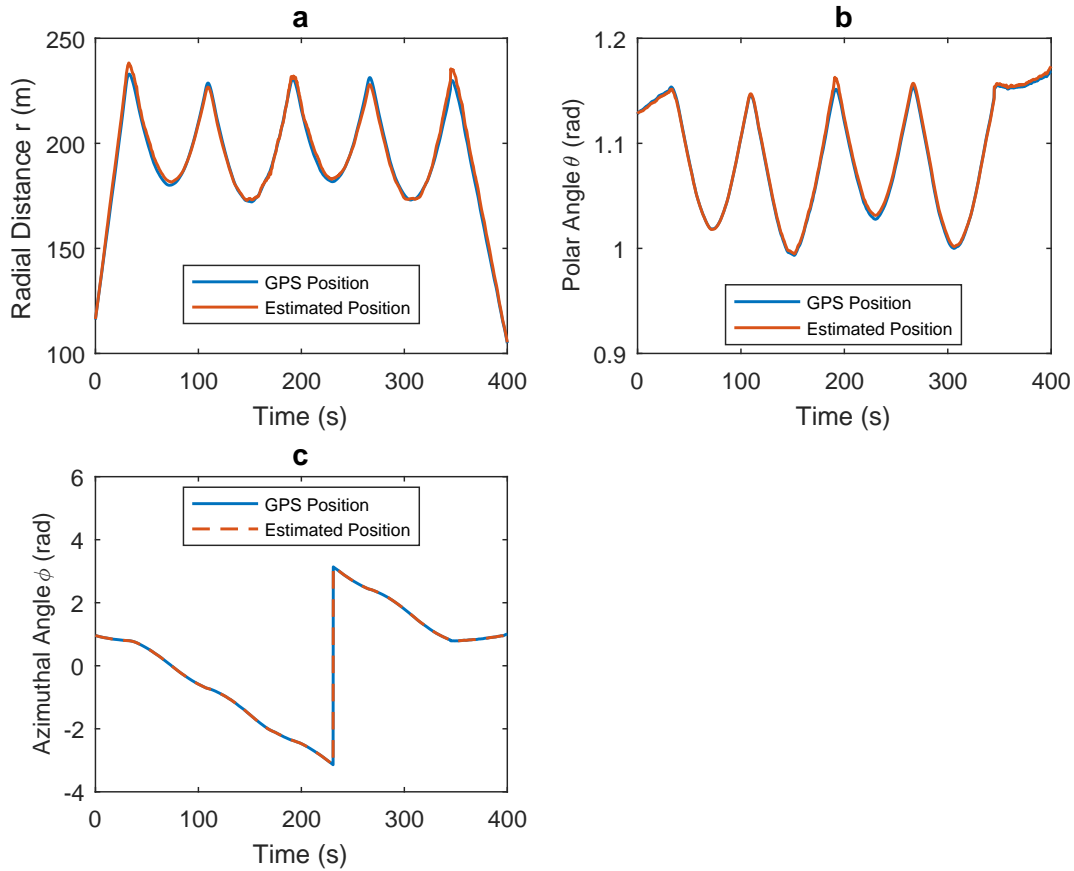 a
250
200
150
100
Radial Distance r (m)
GPS Position
Estimated Position
0 100 200 300 400
Time (s)
b
1.2
1.1
1
0.9
Polar Angle θ (rad)
GPS Position
Estimated Position
0 100 200 300 400
Time (s)
c
6
4
2
0
-2
-4
Azimuthal Angle ϕ (rad)
GPS Position
Estimated Position
0 100 200 300 400
Time (s)